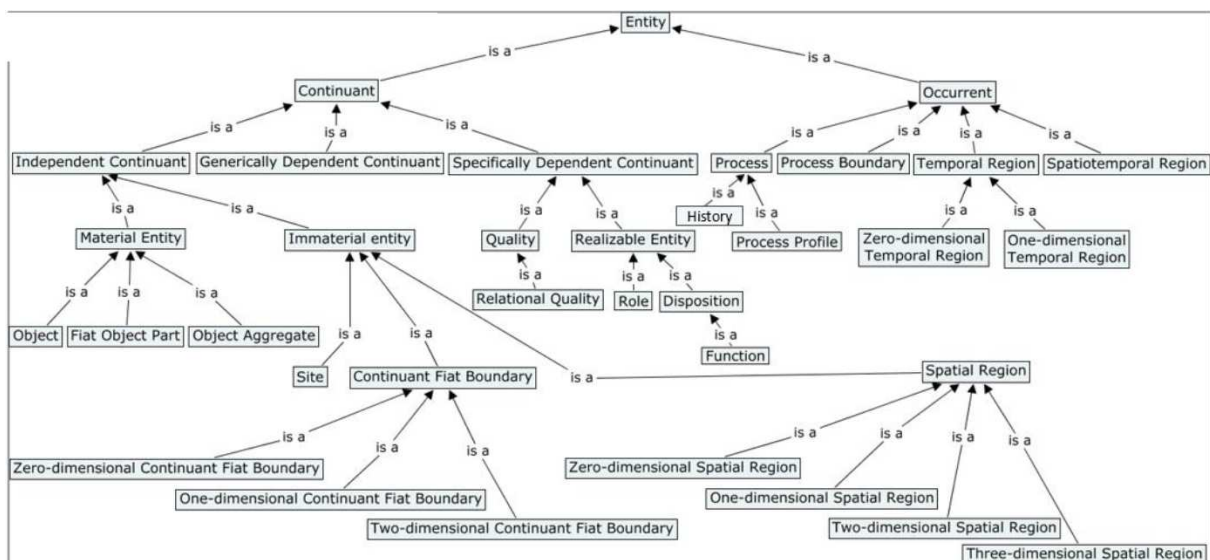 Entity
is a
is a
Continuant
Occurrent
is a
is a
is a
is a
is a
is a
is a
Independent Continuant
Generically Dependent Continuant
Specifically Dependent Continuant
Process
Process Boundary
Temporal Region
Spatiotemporal Region
is a
is a
is a
is a
is a
is a
is a
is a
History
Material Entity
Immaterial entity
Quality
Realizable Entity
Process Profile
Zero-dimensional
Temporal Region
One-dimensional
Temporal Region
is a
is a
is a
is a
is a
is a
Relational Quality
Role
Disposition
Object
Fiat Object Part
Object Aggregate
is a
is a
is a
Function
Site
Continuant Fiat Boundary
is a
Spatial Region
is a
is a
is a
is a
is a
is a
is a
Zero-dimensional Continuant Fiat Boundary
Zero-dimensional Spatial Region
One-dimensional Continuant Fiat Boundary
One-dimensional Spatial Region
Two-dimensional Continuant Fiat Boundary
Two-dimensional Spatial Region
Three-dimensional Spatial Region